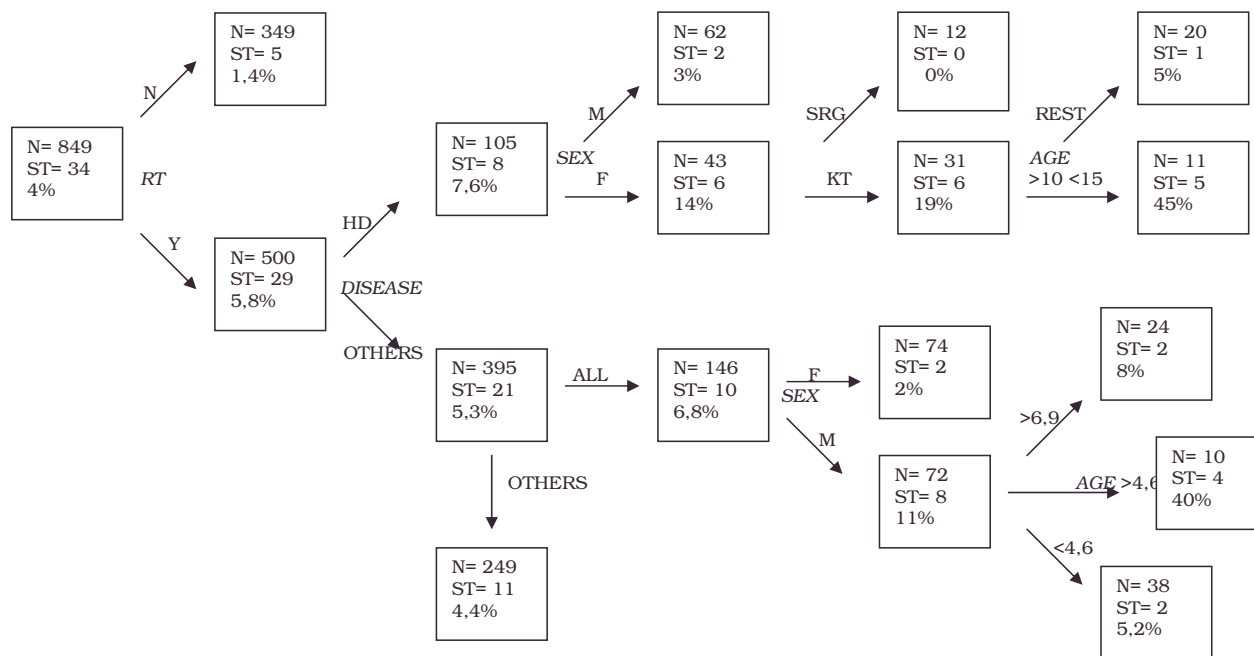 N= 849
ST= 34
4%
RT
N
N= 349
ST= 5
1,4%
Y
N= 500
ST= 29
5,8%
DISEASE
HD
N= 105
ST= 8
7,6%
SEX
M
N= 62
ST= 2
3%
F
N= 43
ST= 6
14%
SRG
N= 12
ST= 0
0%
KT
N= 31
ST= 6
19%
AGE
REST
N= 20
ST= 1
5%
>10 <15
N= 11
ST= 5
45%
OTHERS
N= 395
ST= 21
5,3%
ALL
N= 146
ST= 10
6,8%
SEX
F
N= 74
ST= 2
2%
M
N= 72
ST= 8
11%
>6,9
N= 24
ST= 2
8%
AGE >4,6
N= 10
ST= 4
40%
<4,6
N= 38
ST= 2
5,2%
OTHERS
N= 249
ST= 11
4,4%